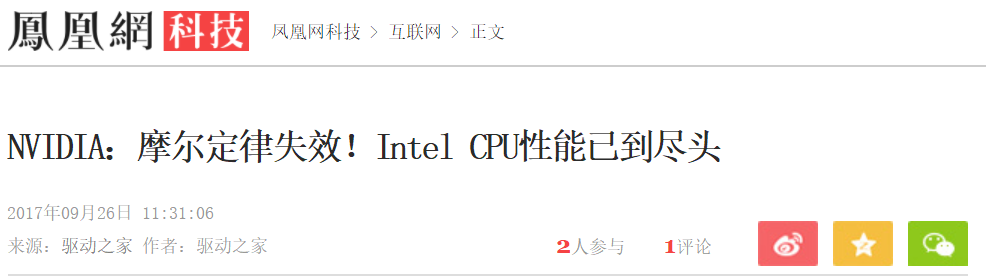 鳳凰網 科技 凤凰网科技 > 互联网 > 正文
NVIDIA：摩尔定律失效！Intel CPU性能已到尽头
2017年09月26日 11:31:06
来源：驱动之家 作者：驱动之家 2人参与 1评论